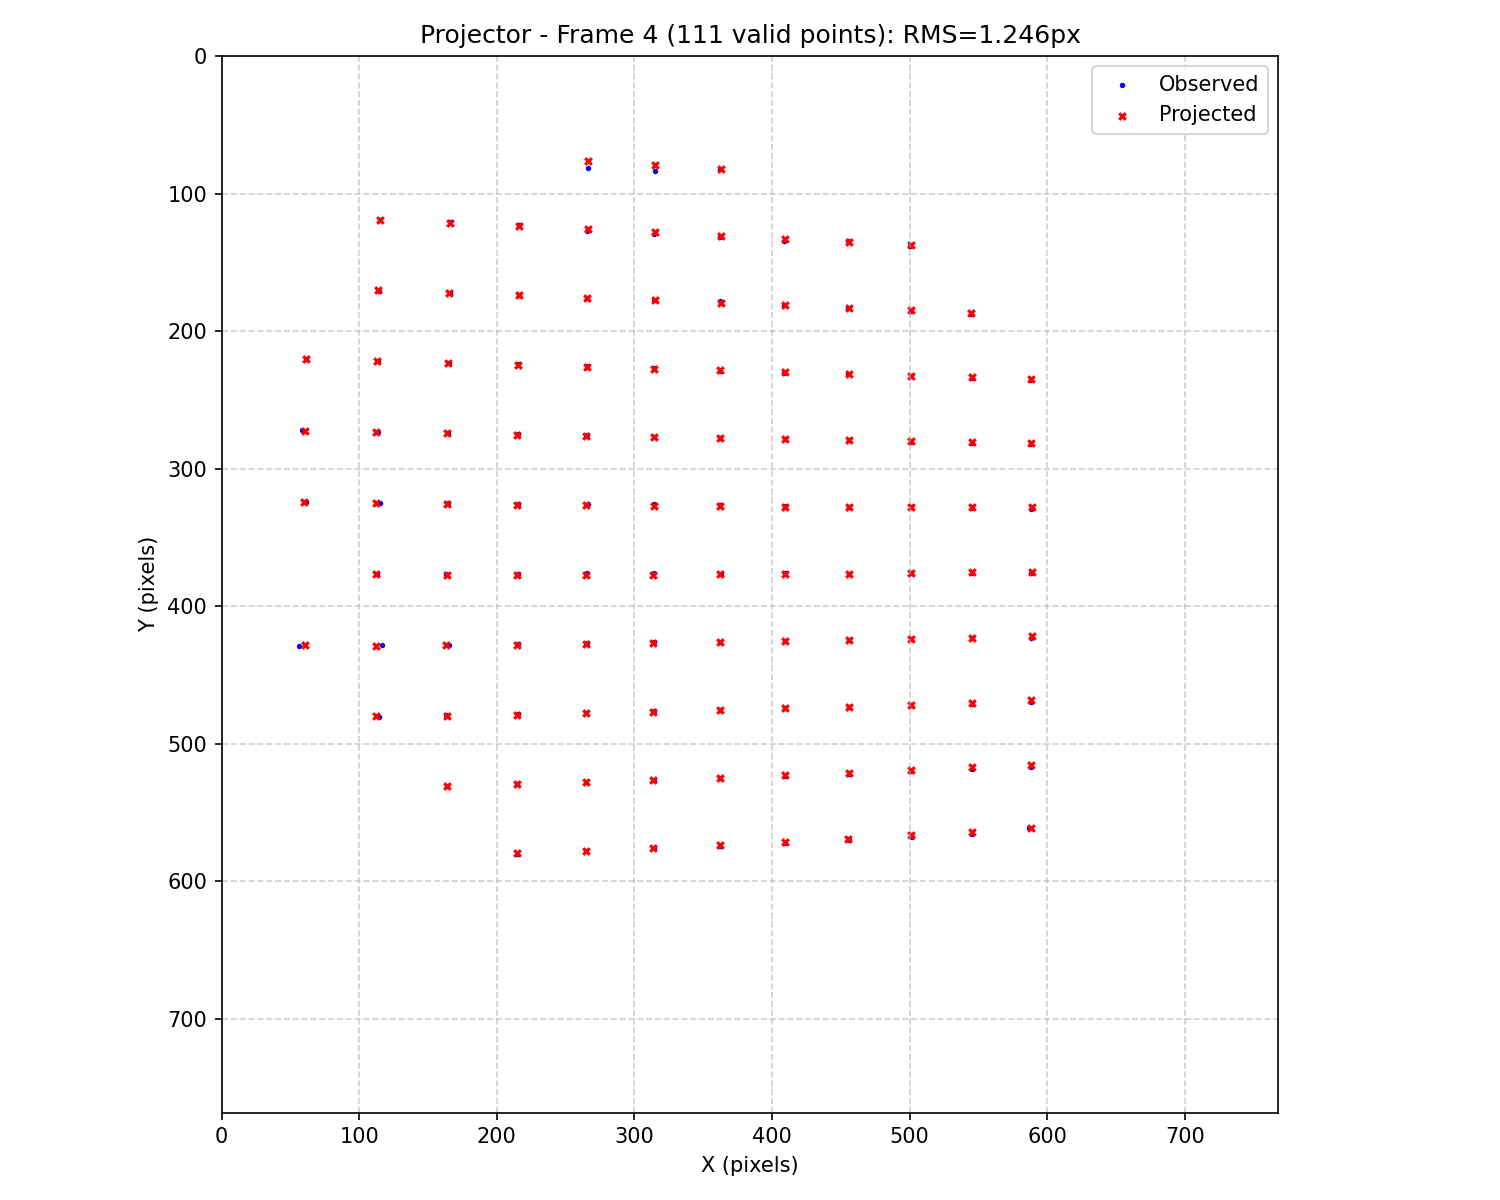 Projector - Frame 4 (111 valid points): RMS=1.246px
Observed
Projected
0
100
200
300
400
500
600
700
Y (pixels)
0 100 200 300 400 500 600 700
X (pixels)